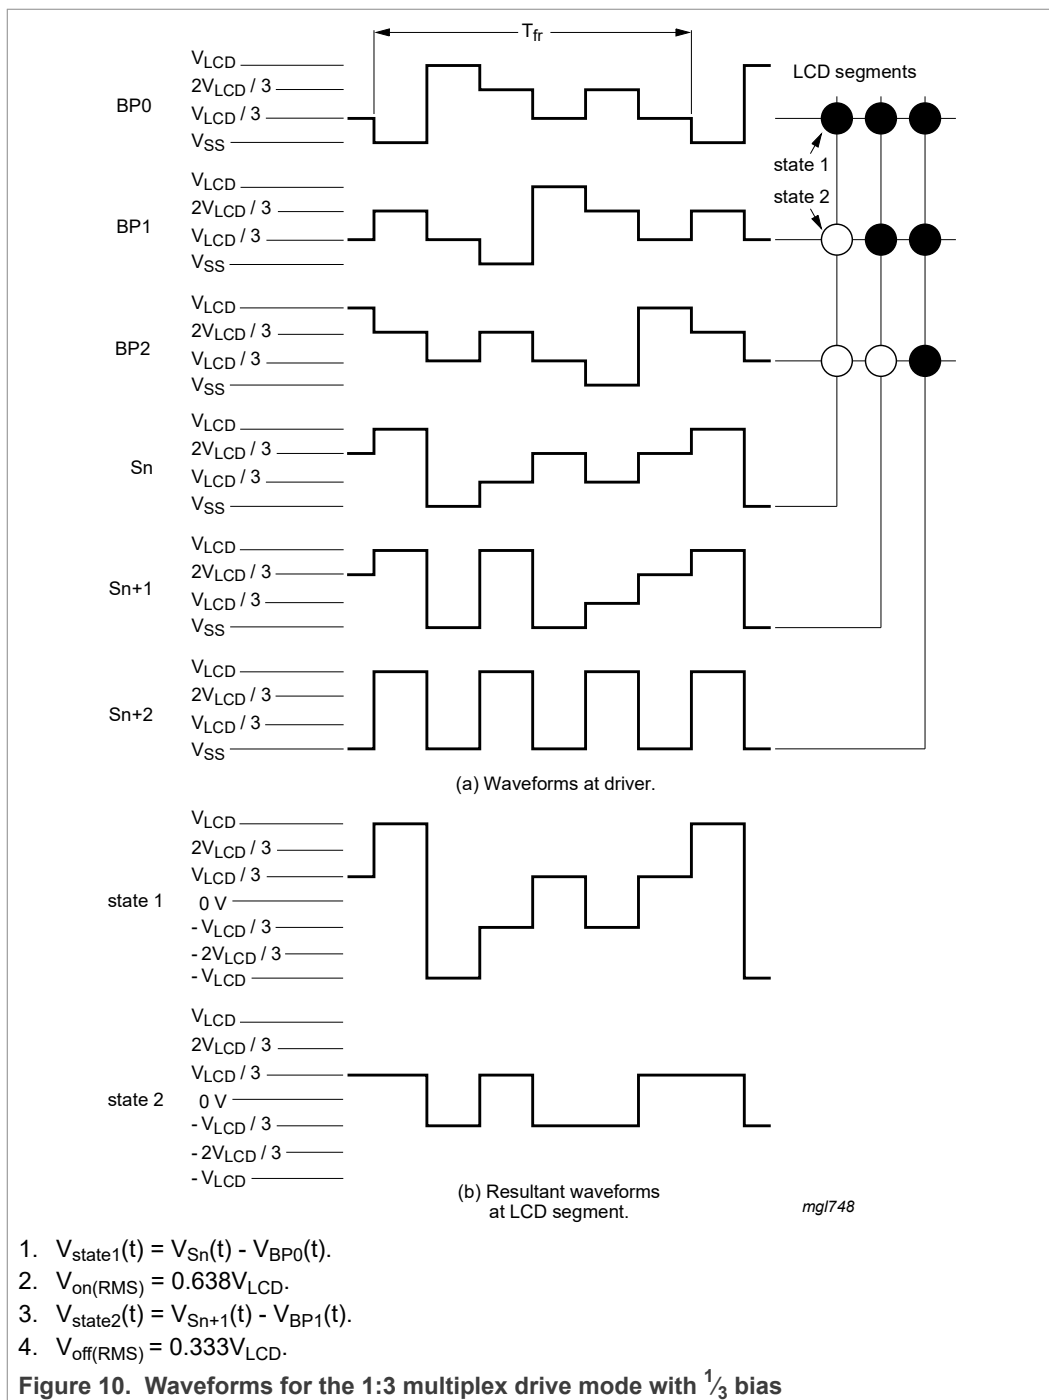 T_fr
LCD segments
BP0
V_LCD
2V_LCD / 3
V_LCD / 3
V_SS
state 1
state 2
BP1
V_LCD
2V_LCD / 3
V_LCD / 3
V_SS
BP2
V_LCD
2V_LCD / 3
V_LCD / 3
V_SS
Sn
V_LCD
2V_LCD / 3
V_LCD / 3
V_SS
Sn+1
V_LCD
2V_LCD / 3
V_LCD / 3
V_SS
Sn+2
V_LCD
2V_LCD / 3
V_LCD / 3
V_SS
(a) Waveforms at driver.
state 1
V_LCD
2V_LCD / 3
V_LCD / 3
0 V
- V_LCD / 3
- 2V_LCD / 3
- V_LCD
state 2
V_LCD
2V_LCD / 3
V_LCD / 3
0 V
- V_LCD / 3
- 2V_LCD / 3
- V_LCD
(b) Resultant waveforms
at LCD segment.
mgl748
1. V_state1(t) = V_Sn(t) - V_BP0(t).
2. V_on(RMS) = 0.638V_LCD.
3. V_state2(t) = V_Sn+1(t) - V_BP1(t).
4. V_off(RMS) = 0.333V_LCD.
Figure 10. Waveforms for the 1:3 multiplex drive mode with 1/3 bias